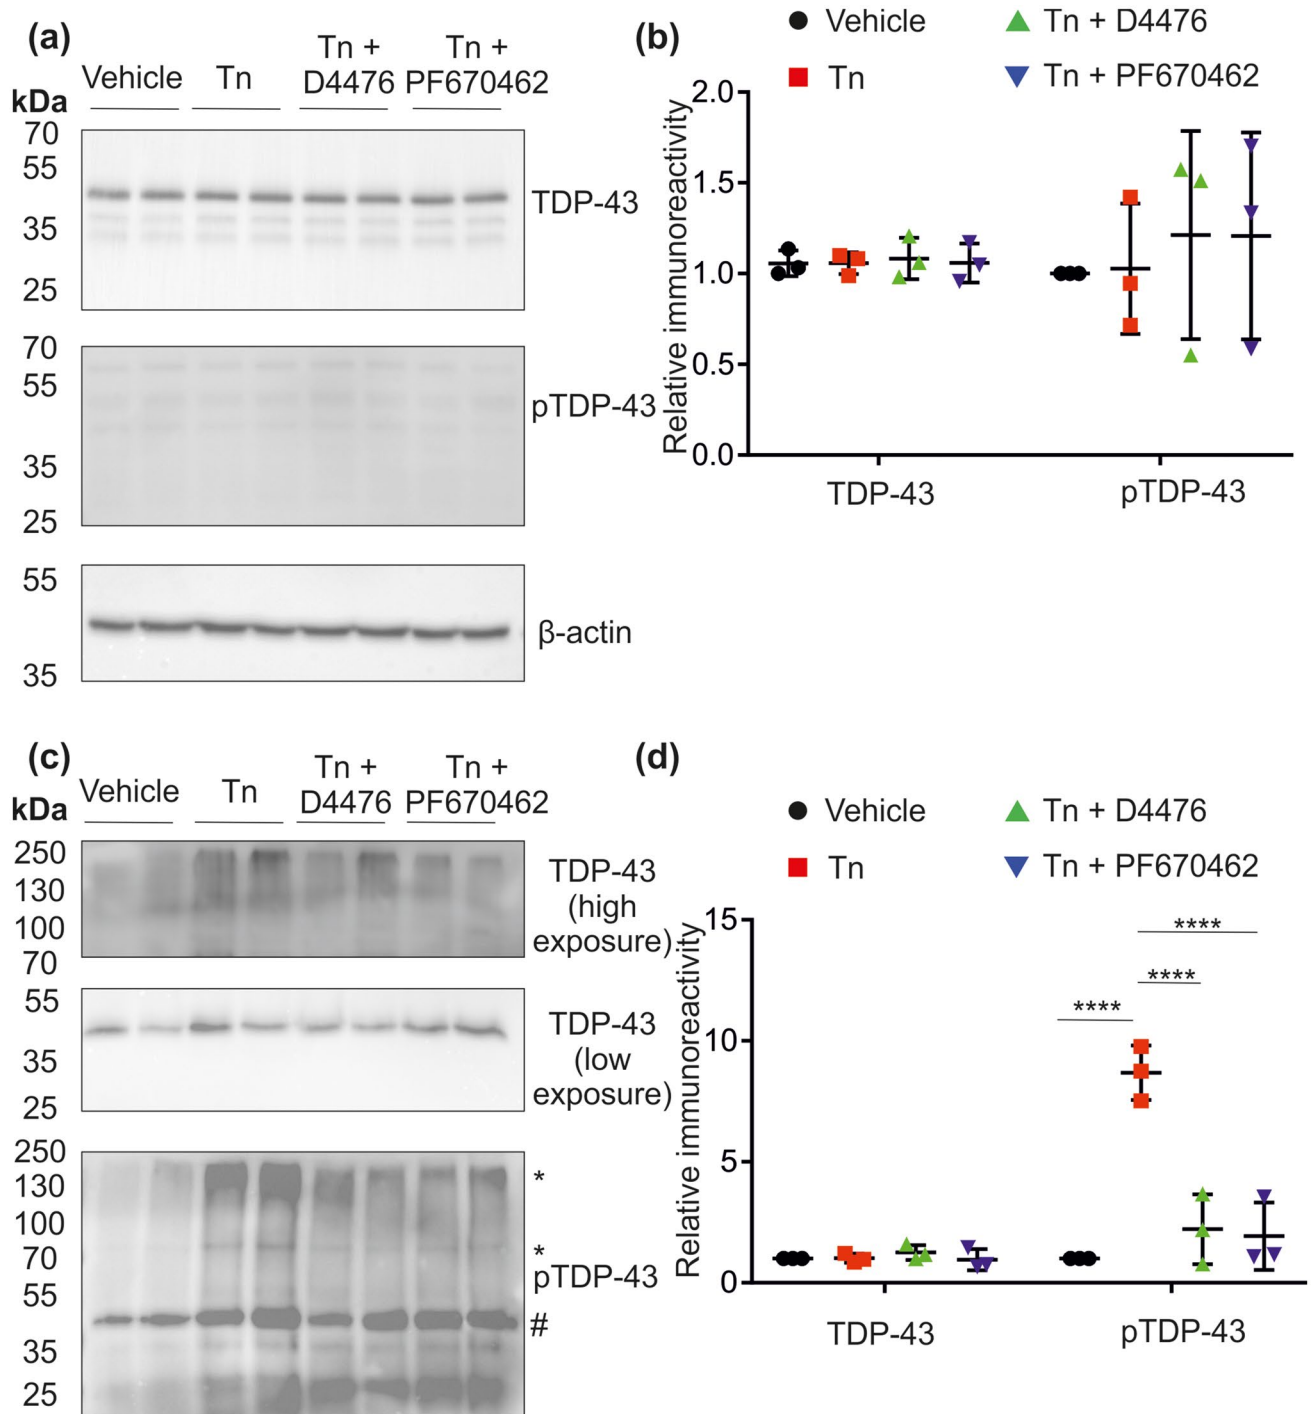 (a)
Vehicle
Tn
Tn +
D4476
Tn +
PF670462
kDa
70
55
35
25
TDP-43
70
55
35
25
pTDP-43
55
35
β-actin
(b)
Vehicle
Tn
Tn + D4476
Tn + PF670462
Relative immunoreactivity
2.0
1.5
1.0
0.5
0.0
TDP-43
pTDP-43
(c)
Vehicle
Tn
Tn +
D4476
Tn +
PF670462
kDa
250
130
100
70
TDP-43
(high
exposure)
55
35
25
TDP-43
(low
exposure)
250
130
100
70
55
35
25
*
*
pTDP-43
#
(d)
Vehicle
Tn
Tn + D4476
Tn + PF670462
Relative immunoreactivity
15
10
5
0
****
****
****
TDP-43
pTDP-43